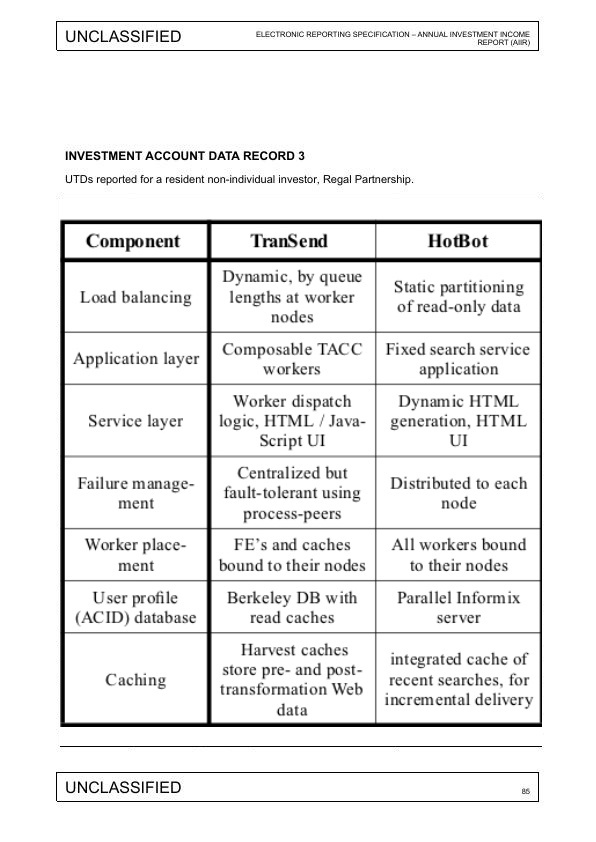 UNCLASSIFIED
ELECTRONIC REPORTING SPECIFICATION – ANNUAL INVESTMENT INCOME
REPORT (AIIR)
INVESTMENT ACCOUNT DATA RECORD 3
UTDs reported for a resident non-individual investor, Regal Partnership.
Component TranSend HotBot
Load balancing
Dynamic, by queue
lengths at worker
nodes
Static partitioning
of read-only data
Application layer
Composable TACC
workers
Fixed search service
application
Service layer
Worker dispatch
logic, HTML / Java-
Script UI
Dynamic HTML
generation, HTML
UI
Failure manage-
ment
Centralized but
fault-tolerant using
process-peers
Distributed to each
node
Worker place-
ment
FE's and caches
bound to their nodes
All workers bound
to their nodes
User profile
(ACID) database
Berkeley DB with
read caches
Parallel Informix
server
Caching
Harvest caches
store pre- and post-
transformation Web
data
integrated cache of
recent searches, for
incremental delivery
UNCLASSIFIED
85